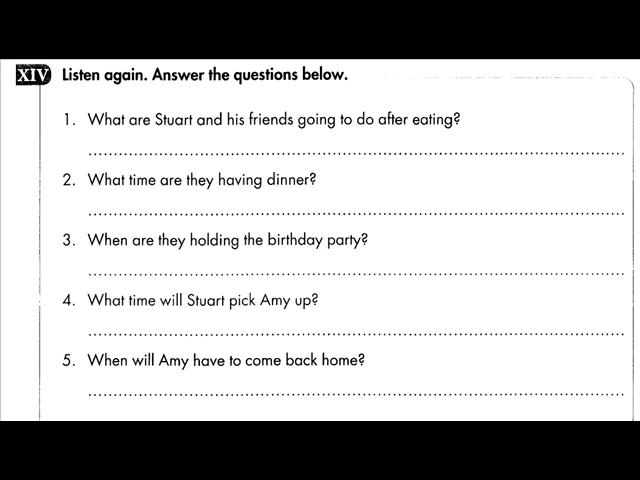 XIV Listen again. Answer the questions below.
1. What are Stuart and his friends going to do after eating?
2. What time are they having dinner?
3. When are they holding the birthday party?
4. What time will Stuart pick Amy up?
5. When will Amy have to come back home?